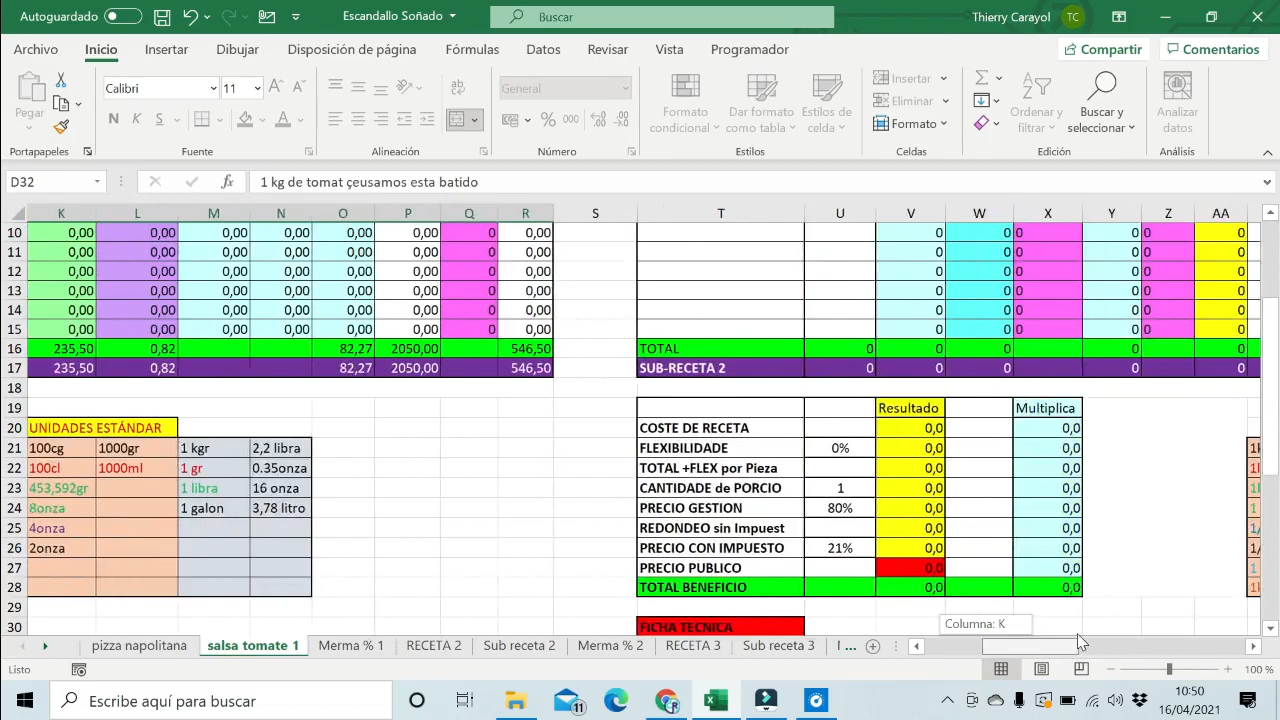 Autoguardado
Escandallo Soñado
Buscar
Thierry Carayol
TC
Archivo Inicio Insertar Dibujar Disposición de página Fórmulas Datos Revisar Vista Programador Compartir Comentarios
Pegar
Calibri 11
N K S
General
% 000
Formato condicional
Dar formato como tabla
Estilos de celda
Insertar
Eliminar
Formato
Ordenar y filtrar
Buscar y seleccionar
Analizar datos
Portapapeles Fuente Alineación Número Estilos Celdas Edición Análisis
D32 fx 1 kg de tomat çeusamos esta batido
K L M N O P Q R S T U V W X Y Z AA
10 0,00 0,00 0,00 0,00 0,00 0,00 0 0,00 0 0 0 0 0 0
11 0,00 0,00 0,00 0,00 0,00 0,00 0 0,00 0 0 0 0 0 0
12 0,00 0,00 0,00 0,00 0,00 0,00 0 0,00 0 0 0 0 0 0
13 0,00 0,00 0,00 0,00 0,00 0,00 0 0,00 0 0 0 0 0 0
14 0,00 0,00 0,00 0,00 0,00 0,00 0 0,00 0 0 0 0 0 0
15 0,00 0,00 0,00 0,00 0,00 0,00 0 0,00 0 0 0 0 0 0
16 235,50 0,82 82,27 2050,00 546,50 TOTAL 0 0 0 0 0
17 235,50 0,82 82,27 2050,00 546,50 SUB-RECETA 2 0 0 0 0 0
18
19 Resultado Multiplica
20 UNIDADES ESTÁNDAR COSTE DE RECETA 0,0 0,0
21 100cg 1000gr 1 kgr 2,2 libra FLEXIBILIDADE 0% 0,0 0,0
22 100cl 1000ml 1 gr 0.35onza TOTAL +FLEX por Pieza 0,0 0,0
23 453,592gr 1 libra 16 onza CANTIDADE de PORCIO 1 0,0 0,0
24 8onza 1 galon 3,78 litro PRECIO GESTION 80% 0,0 0,0
25 4onza REDONDEO sin Impuest 0,0 0,0
26 2onza PRECIO CON IMPUESTO 21% 0,0 0,0
27 PRECIO PUBLICO 0,0 0,0
28 TOTAL BENEFICIO 0,0 0,0
29
30 FICHA TECNICA
Columna: K
pizza napolitana salsa tomate 1 Merma % 1 RECETA 2 Sub receta 2 Merma % 2 RECETA 3 Sub receta 3
Listo 100 %
Escribe aquí para buscar
11
10:50
16/04/2021